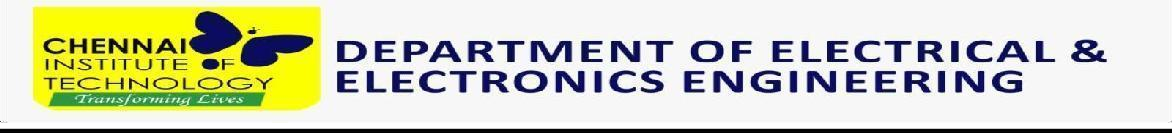 CHENNAI
INSTITUTE OF
TECHNOLOGY
Transforming Lives
DEPARTMENT OF ELECTRICAL &
ELECTRONICS ENGINEERING